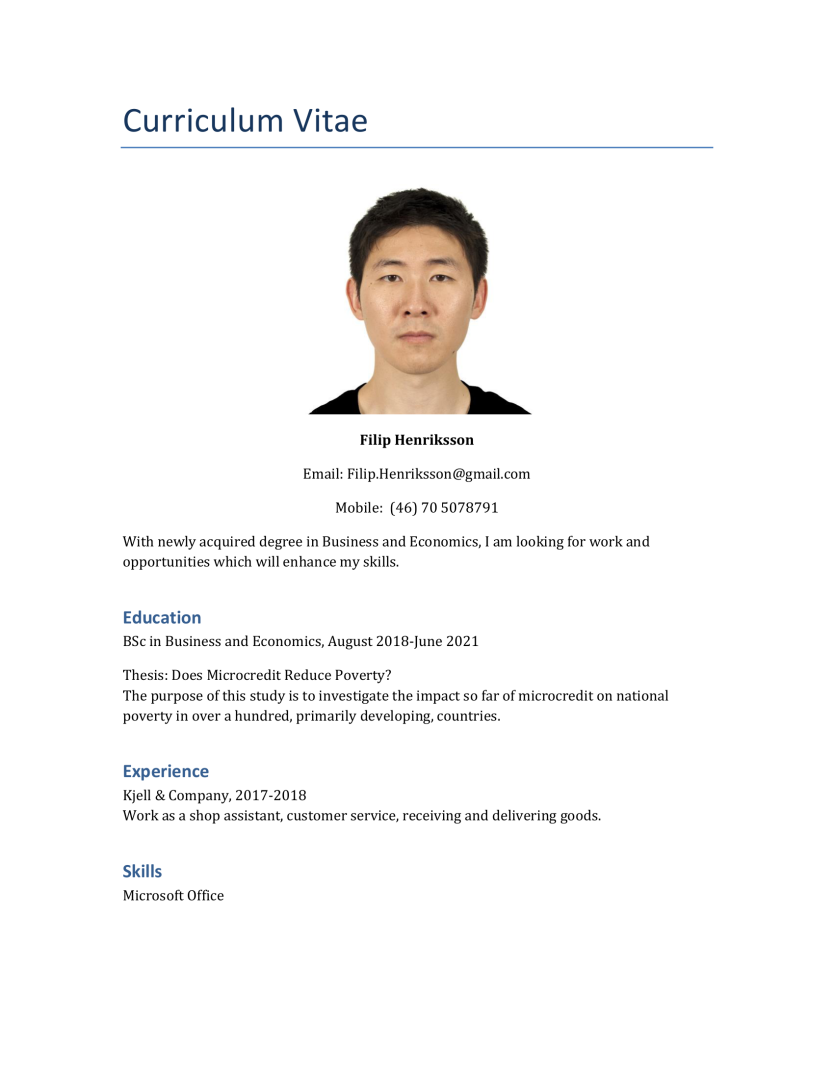 Curriculum Vitae
Filip Henriksson
Email: Filip.Henriksson@gmail.com
Mobile:  (46) 70 5078791
With newly acquired degree in Business and Economics, I am looking for work and
opportunities which will enhance my skills.
Education
BSc in Business and Economics, August 2018-June 2021
Thesis: Does Microcredit Reduce Poverty?
The purpose of this study is to investigate the impact so far of microcredit on national
poverty in over a hundred, primarily developing, countries.
Experience
Kjell & Company, 2017-2018
Work as a shop assistant, customer service, receiving and delivering goods.
Skills
Microsoft Office